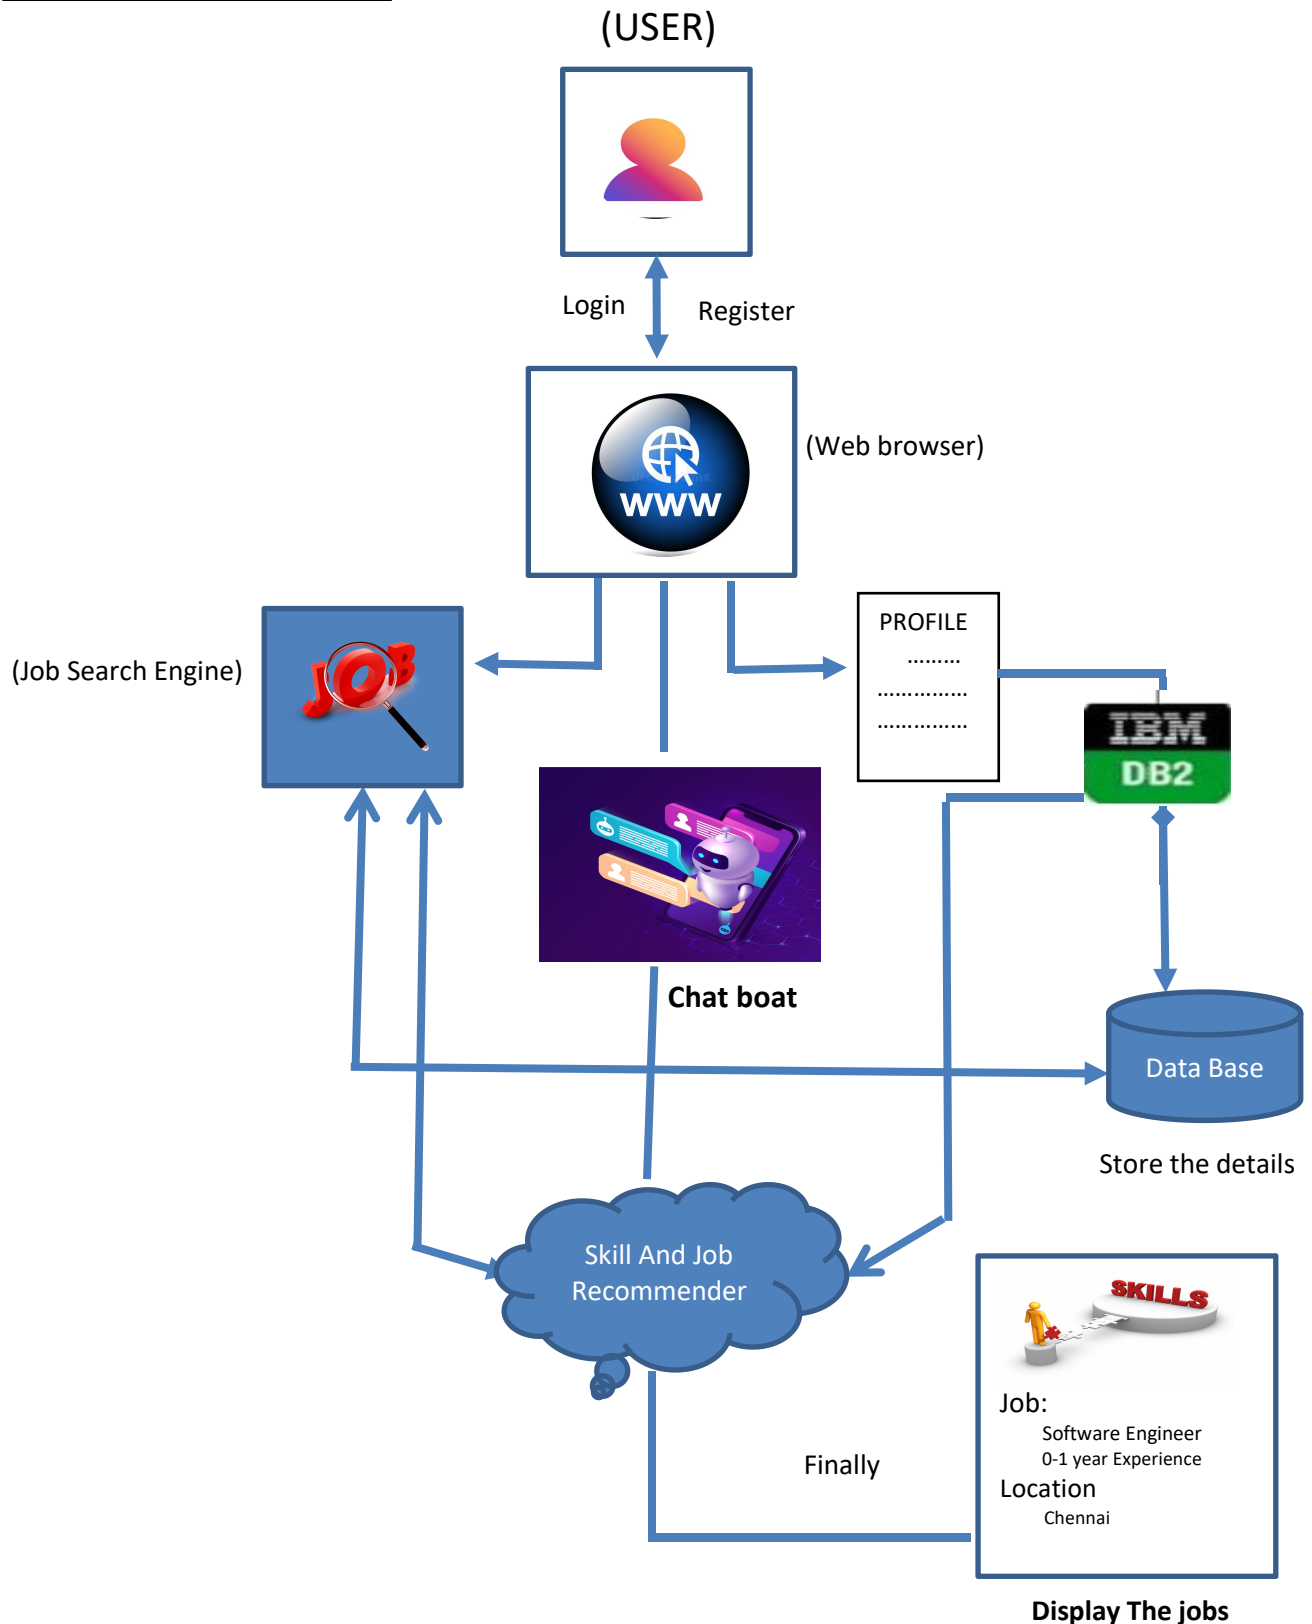 (USER)
Login
Register
(Web browser)
WWW
(Job Search Engine)
JOB
PROFILE
.........
...............
...............
IBM
DB2
Chat boat
Data Base
Store the details
Skill And Job
Recommender
SKILLS
Job:
Software Engineer
0-1 year Experience
Location
Chennai
Finally
Display The jobs